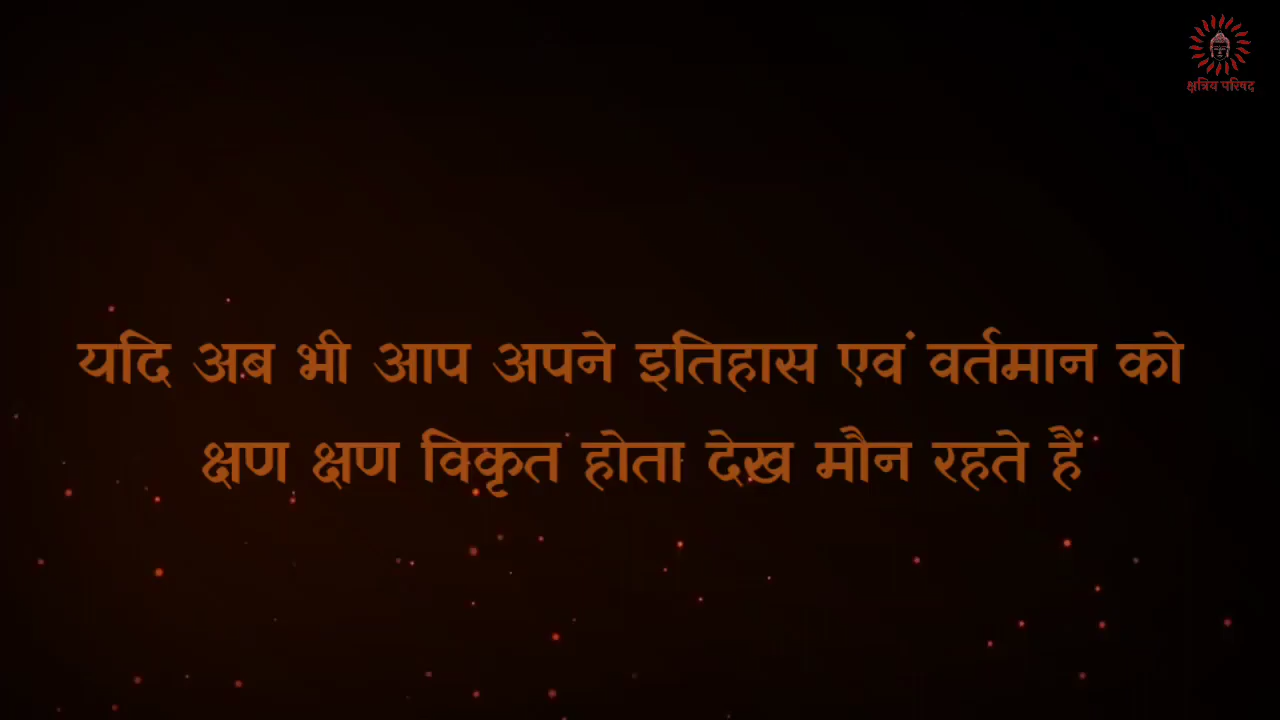 क्षत्रिय परिषद
यदि अब भी आप अपने इतिहास एवं वर्तमान को
क्षण क्षण विकृत होता देख मौन रहते हैं